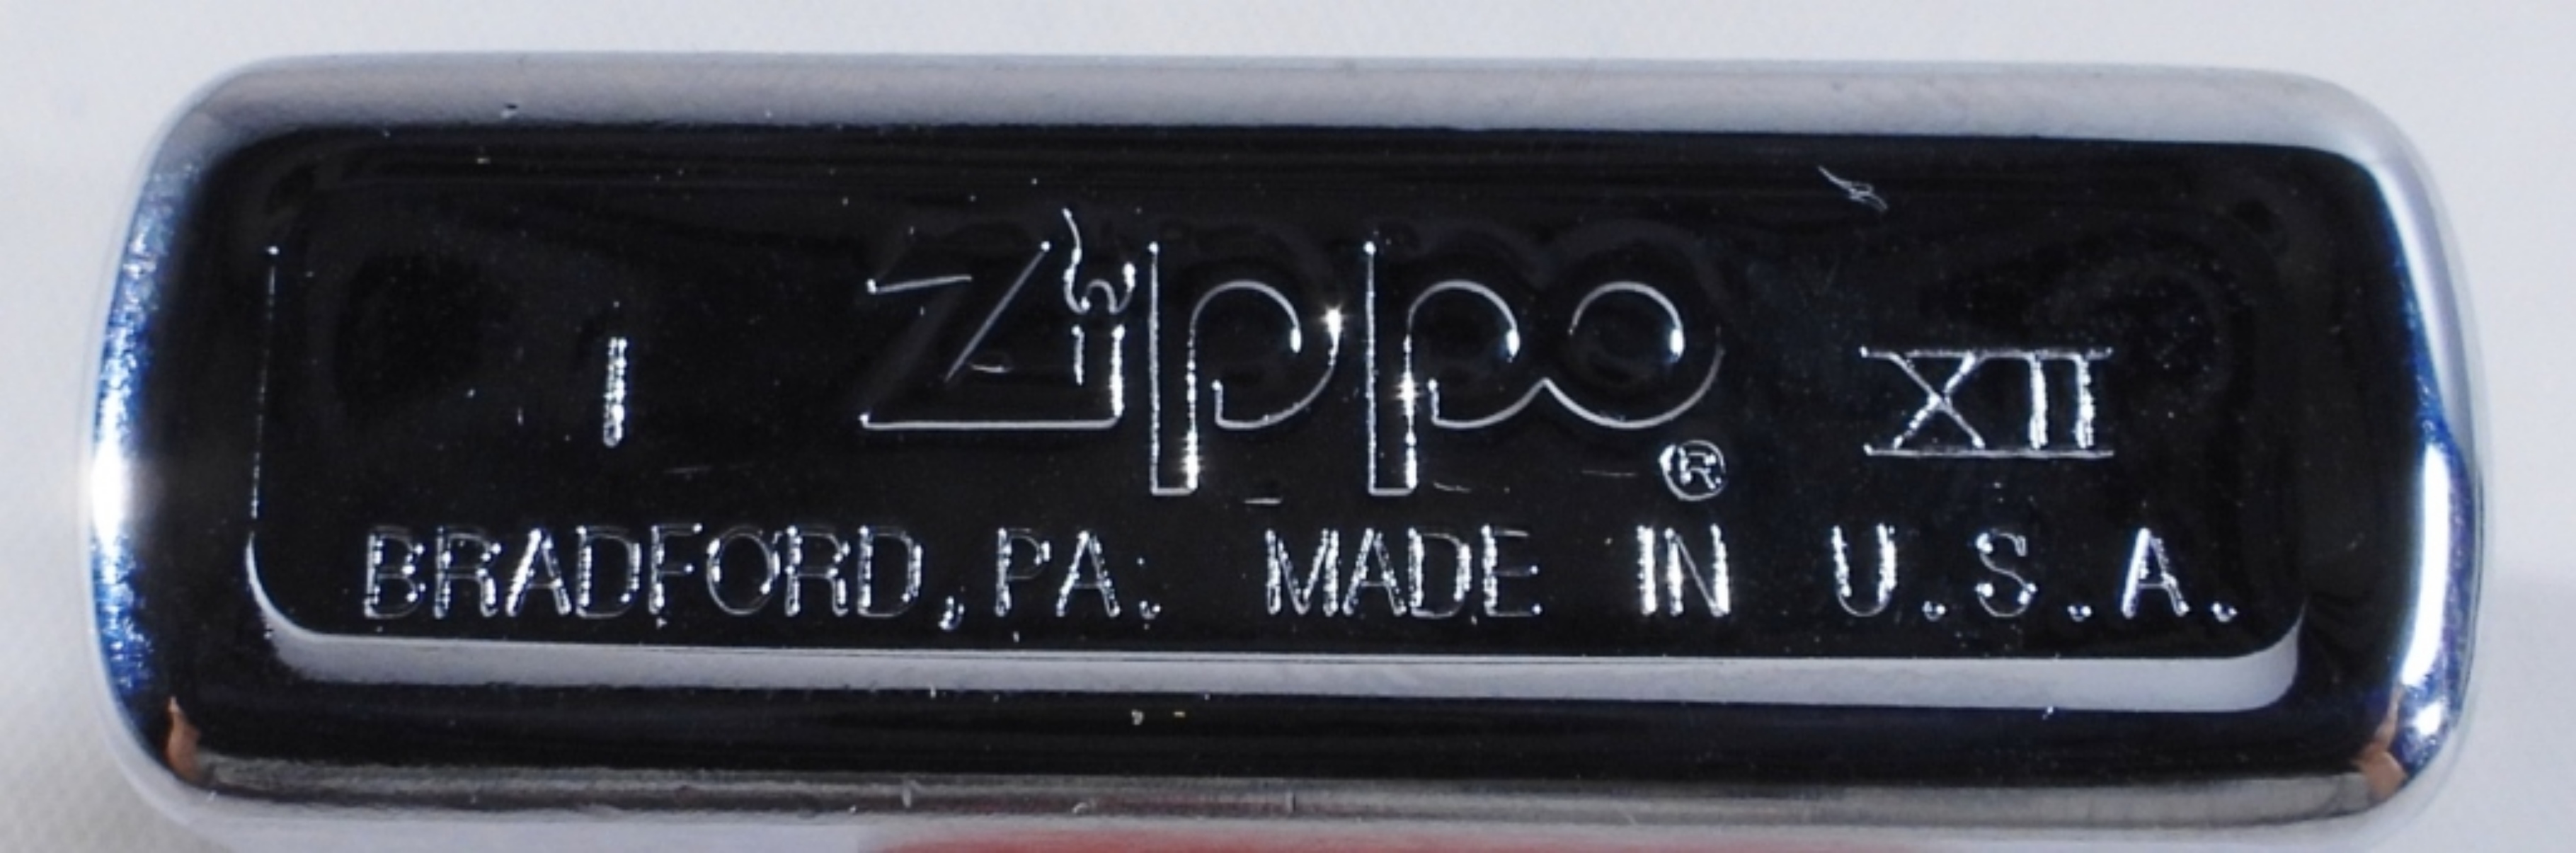 I Zippo® XII
BRADFORD, PA. MADE IN U.S.A.